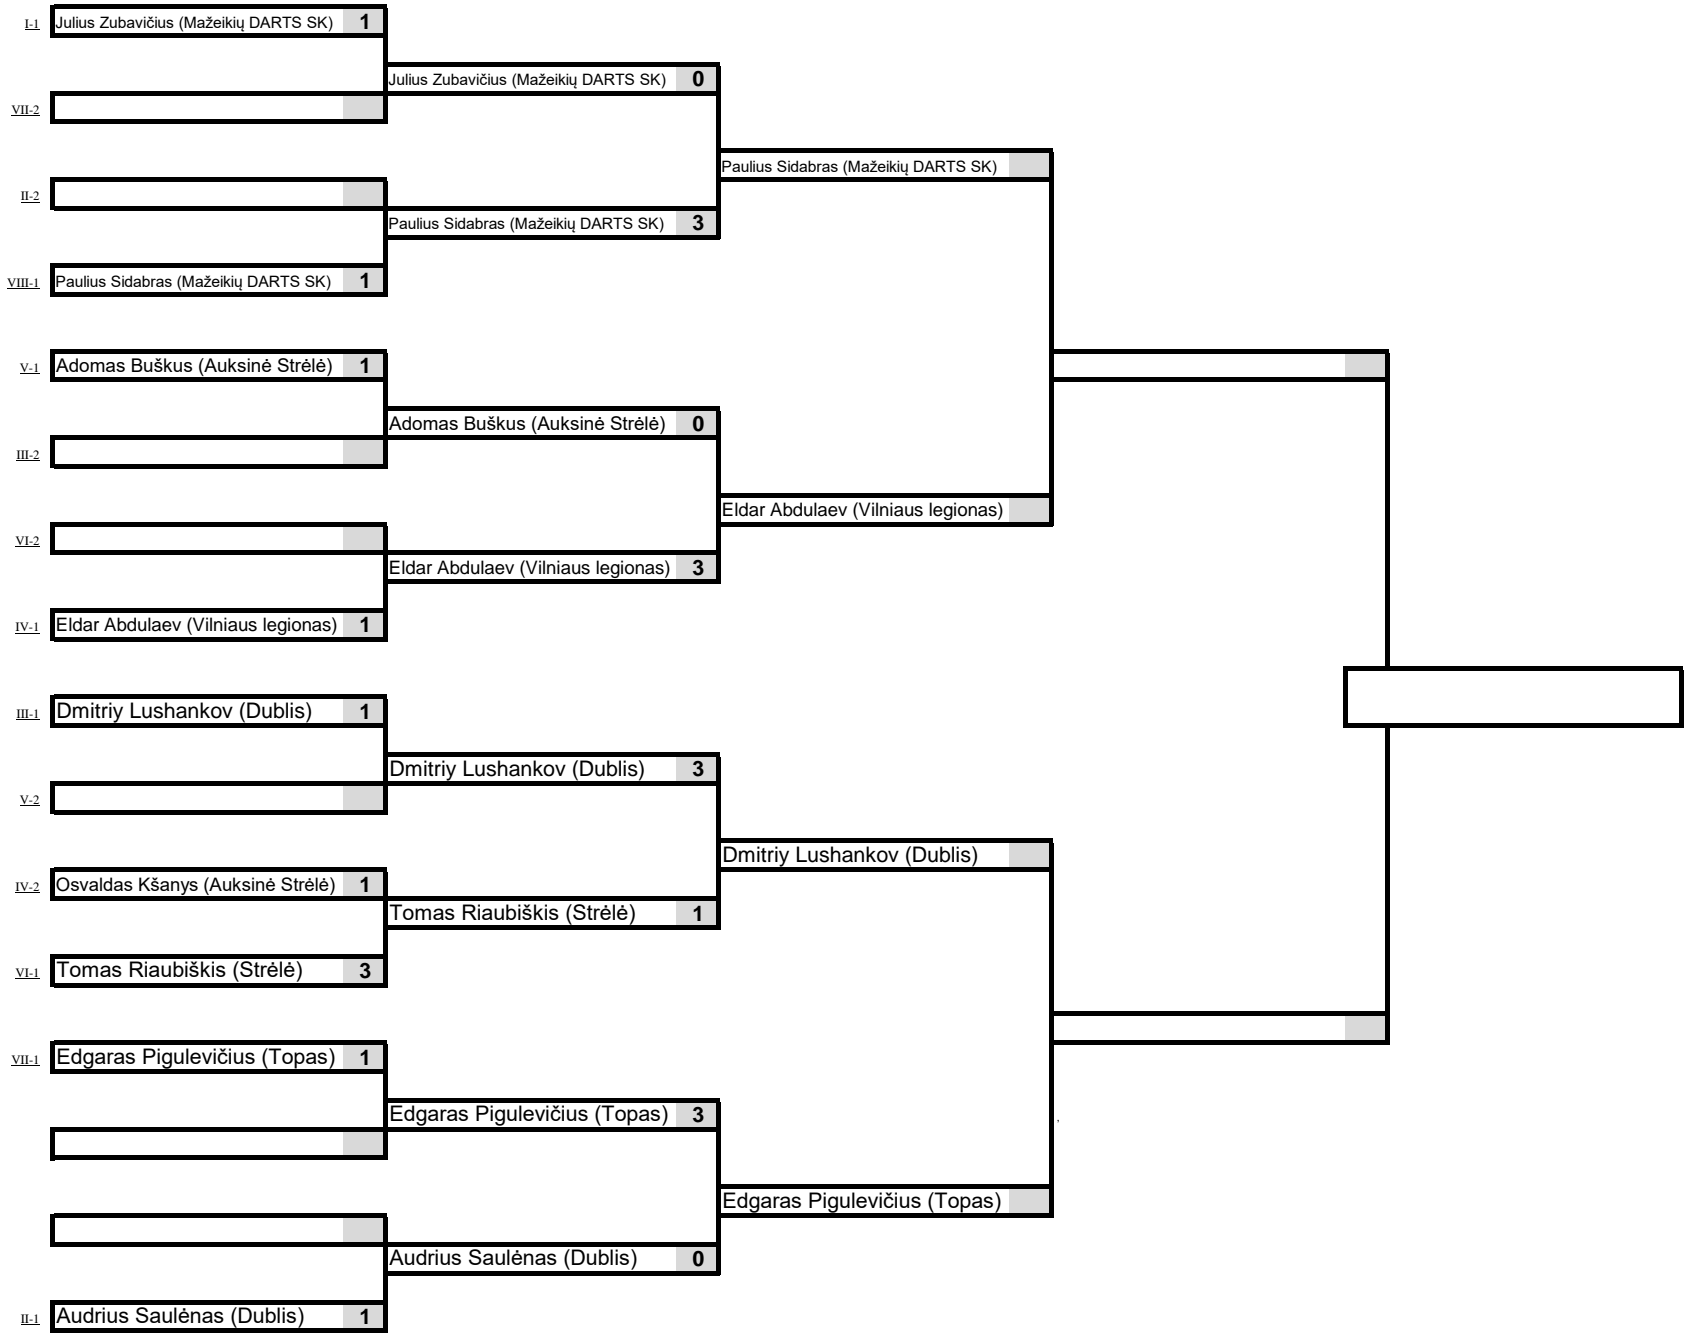 I-1 Julius Zubavičius (Mažeikių DARTS SK) 1
Julius Zubavičius (Mažeikių DARTS SK) 0
VII-2
Paulius Sidabras (Mažeikių DARTS SK)
II-2
Paulius Sidabras (Mažeikių DARTS SK) 3
VIII-1 Paulius Sidabras (Mažeikių DARTS SK) 1
V-1 Adomas Buškus (Auksinė Strėlė) 1
Adomas Buškus (Auksinė Strėlė) 0
III-2
Eldar Abdulaev (Vilniaus legionas)
VI-2
Eldar Abdulaev (Vilniaus legionas) 3
IV-1 Eldar Abdulaev (Vilniaus legionas) 1
III-1 Dmitriy Lushankov (Dublis) 1
Dmitriy Lushankov (Dublis) 3
V-2
Dmitriy Lushankov (Dublis)
IV-2 Osvaldas Kšanys (Auksinė Strėlė) 1
Tomas Riaubiškis (Strėlė) 1
VI-1 Tomas Riaubiškis (Strėlė) 3
VII-1 Edgaras Pigulevičius (Topas) 1
Edgaras Pigulevičius (Topas) 3
Edgaras Pigulevičius (Topas)
Audrius Saulėnas (Dublis) 0
II-1 Audrius Saulėnas (Dublis) 1